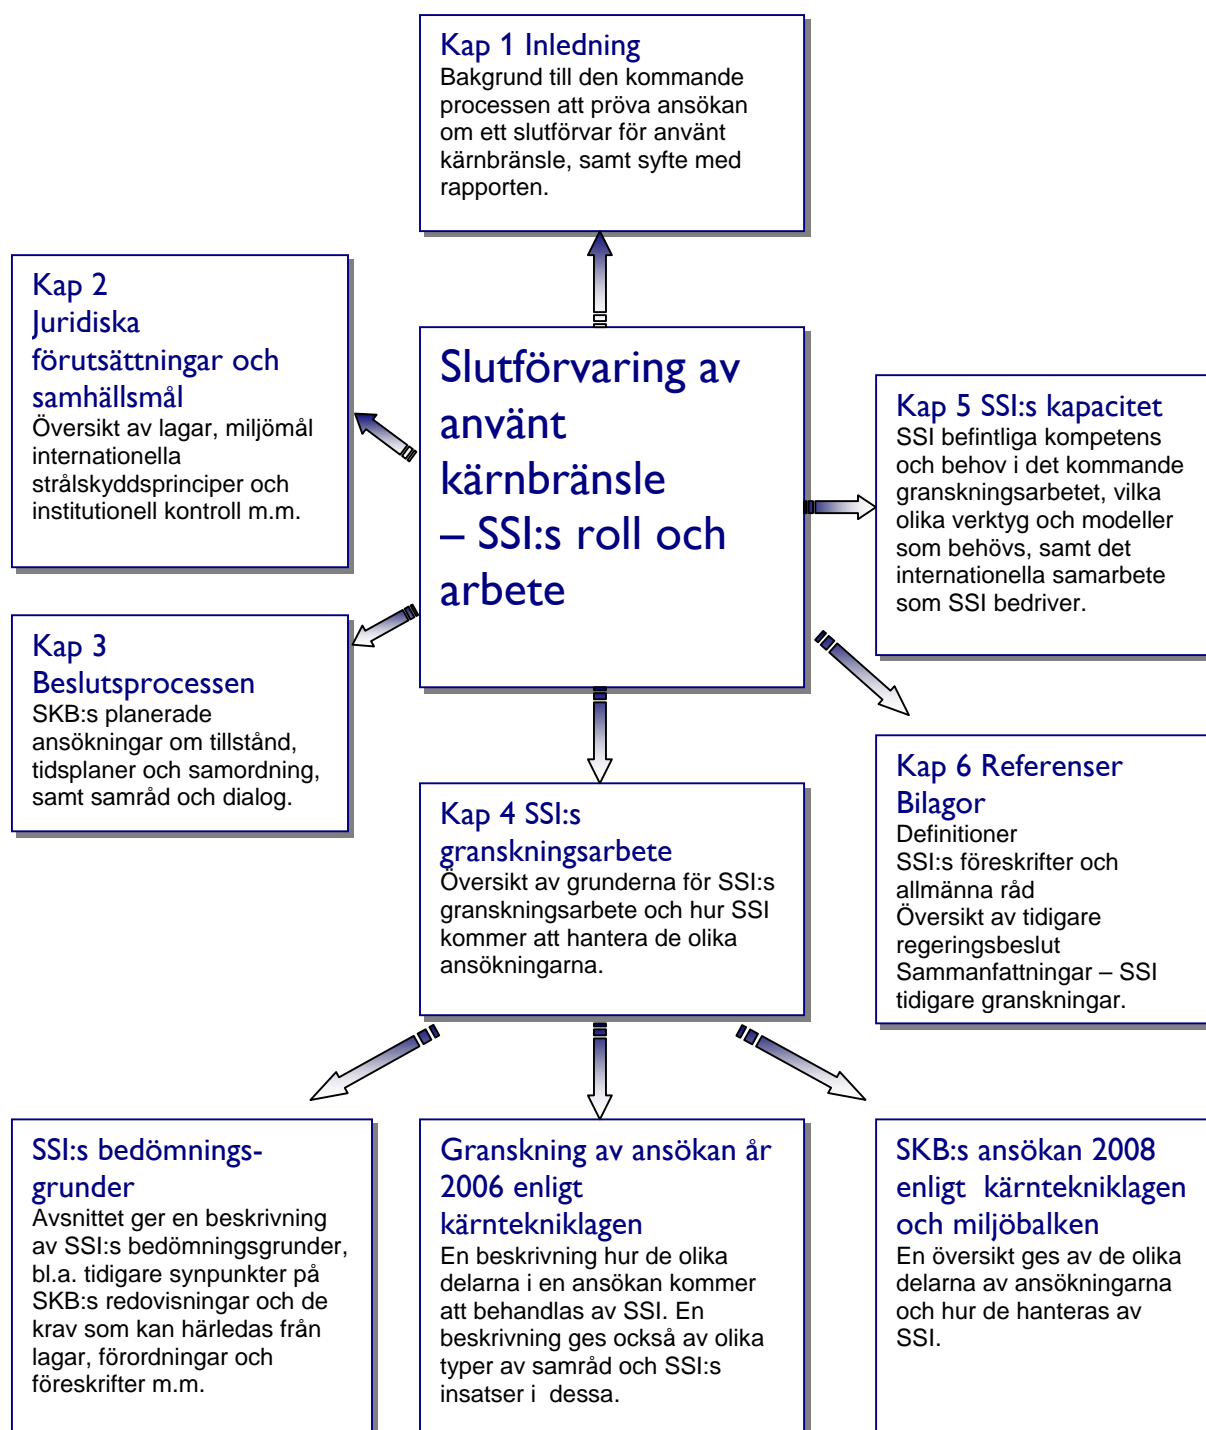 Kap 1 Inledning
Bakgrund till den kommande
processen att pröva ansökan
om ett slutförvar för använt
kärnbränsle, samt syfte med
rapporten.
Kap 2
Juridiska
förutsättningar och
samhällsmål
Översikt av lagar, miljömål
internationella
strålskyddsprinciper och
institutionell kontroll m.m.
Slutförvaring av
använt
kärnbränsle
– SSI:s roll och
arbete
Kap 5 SSI:s kapacitet
SSI befintliga kompetens
och behov i det kommande
granskningsarbetet, vilka
olika verktyg och modeller
som behövs, samt det
internationella samarbete
som SSI bedriver.
Kap 3
Beslutsprocessen
SKB:s planerade
ansökningar om tillstånd,
tidsplaner och samordning,
samt samråd och dialog.
Kap 4 SSI:s
granskningsarbete
Översikt av grunderna för SSI:s
granskningsarbete och hur SSI
kommer att hantera de olika
ansökningarna.
Kap 6 Referenser
Bilagor
Definitioner
SSI:s föreskrifter och
allmänna råd
Översikt av tidigare
regeringsbeslut
Sammanfattningar – SSI
tidigare granskningar.
SSI:s bedömnings-
grunder
Avsnittet ger en beskrivning
av SSI:s bedömningsgrunder,
bl.a. tidigare synpunkter på
SKB:s redovisningar och de
krav som kan härledas från
lagar, förordningar och
föreskrifter m.m.
Granskning av ansökan år
2006 enligt
kärntekniklagen
En beskrivning hur de olika
delarna i en ansökan kommer
att behandlas av SSI. En
beskrivning ges också av olika
typer av samråd och SSI:s
insatser i dessa.
SKB:s ansökan 2008
enligt kärntekniklagen
och miljöbalken
En översikt ges av de olika
delarna av ansökningarna
och hur de hanteras av
SSI.